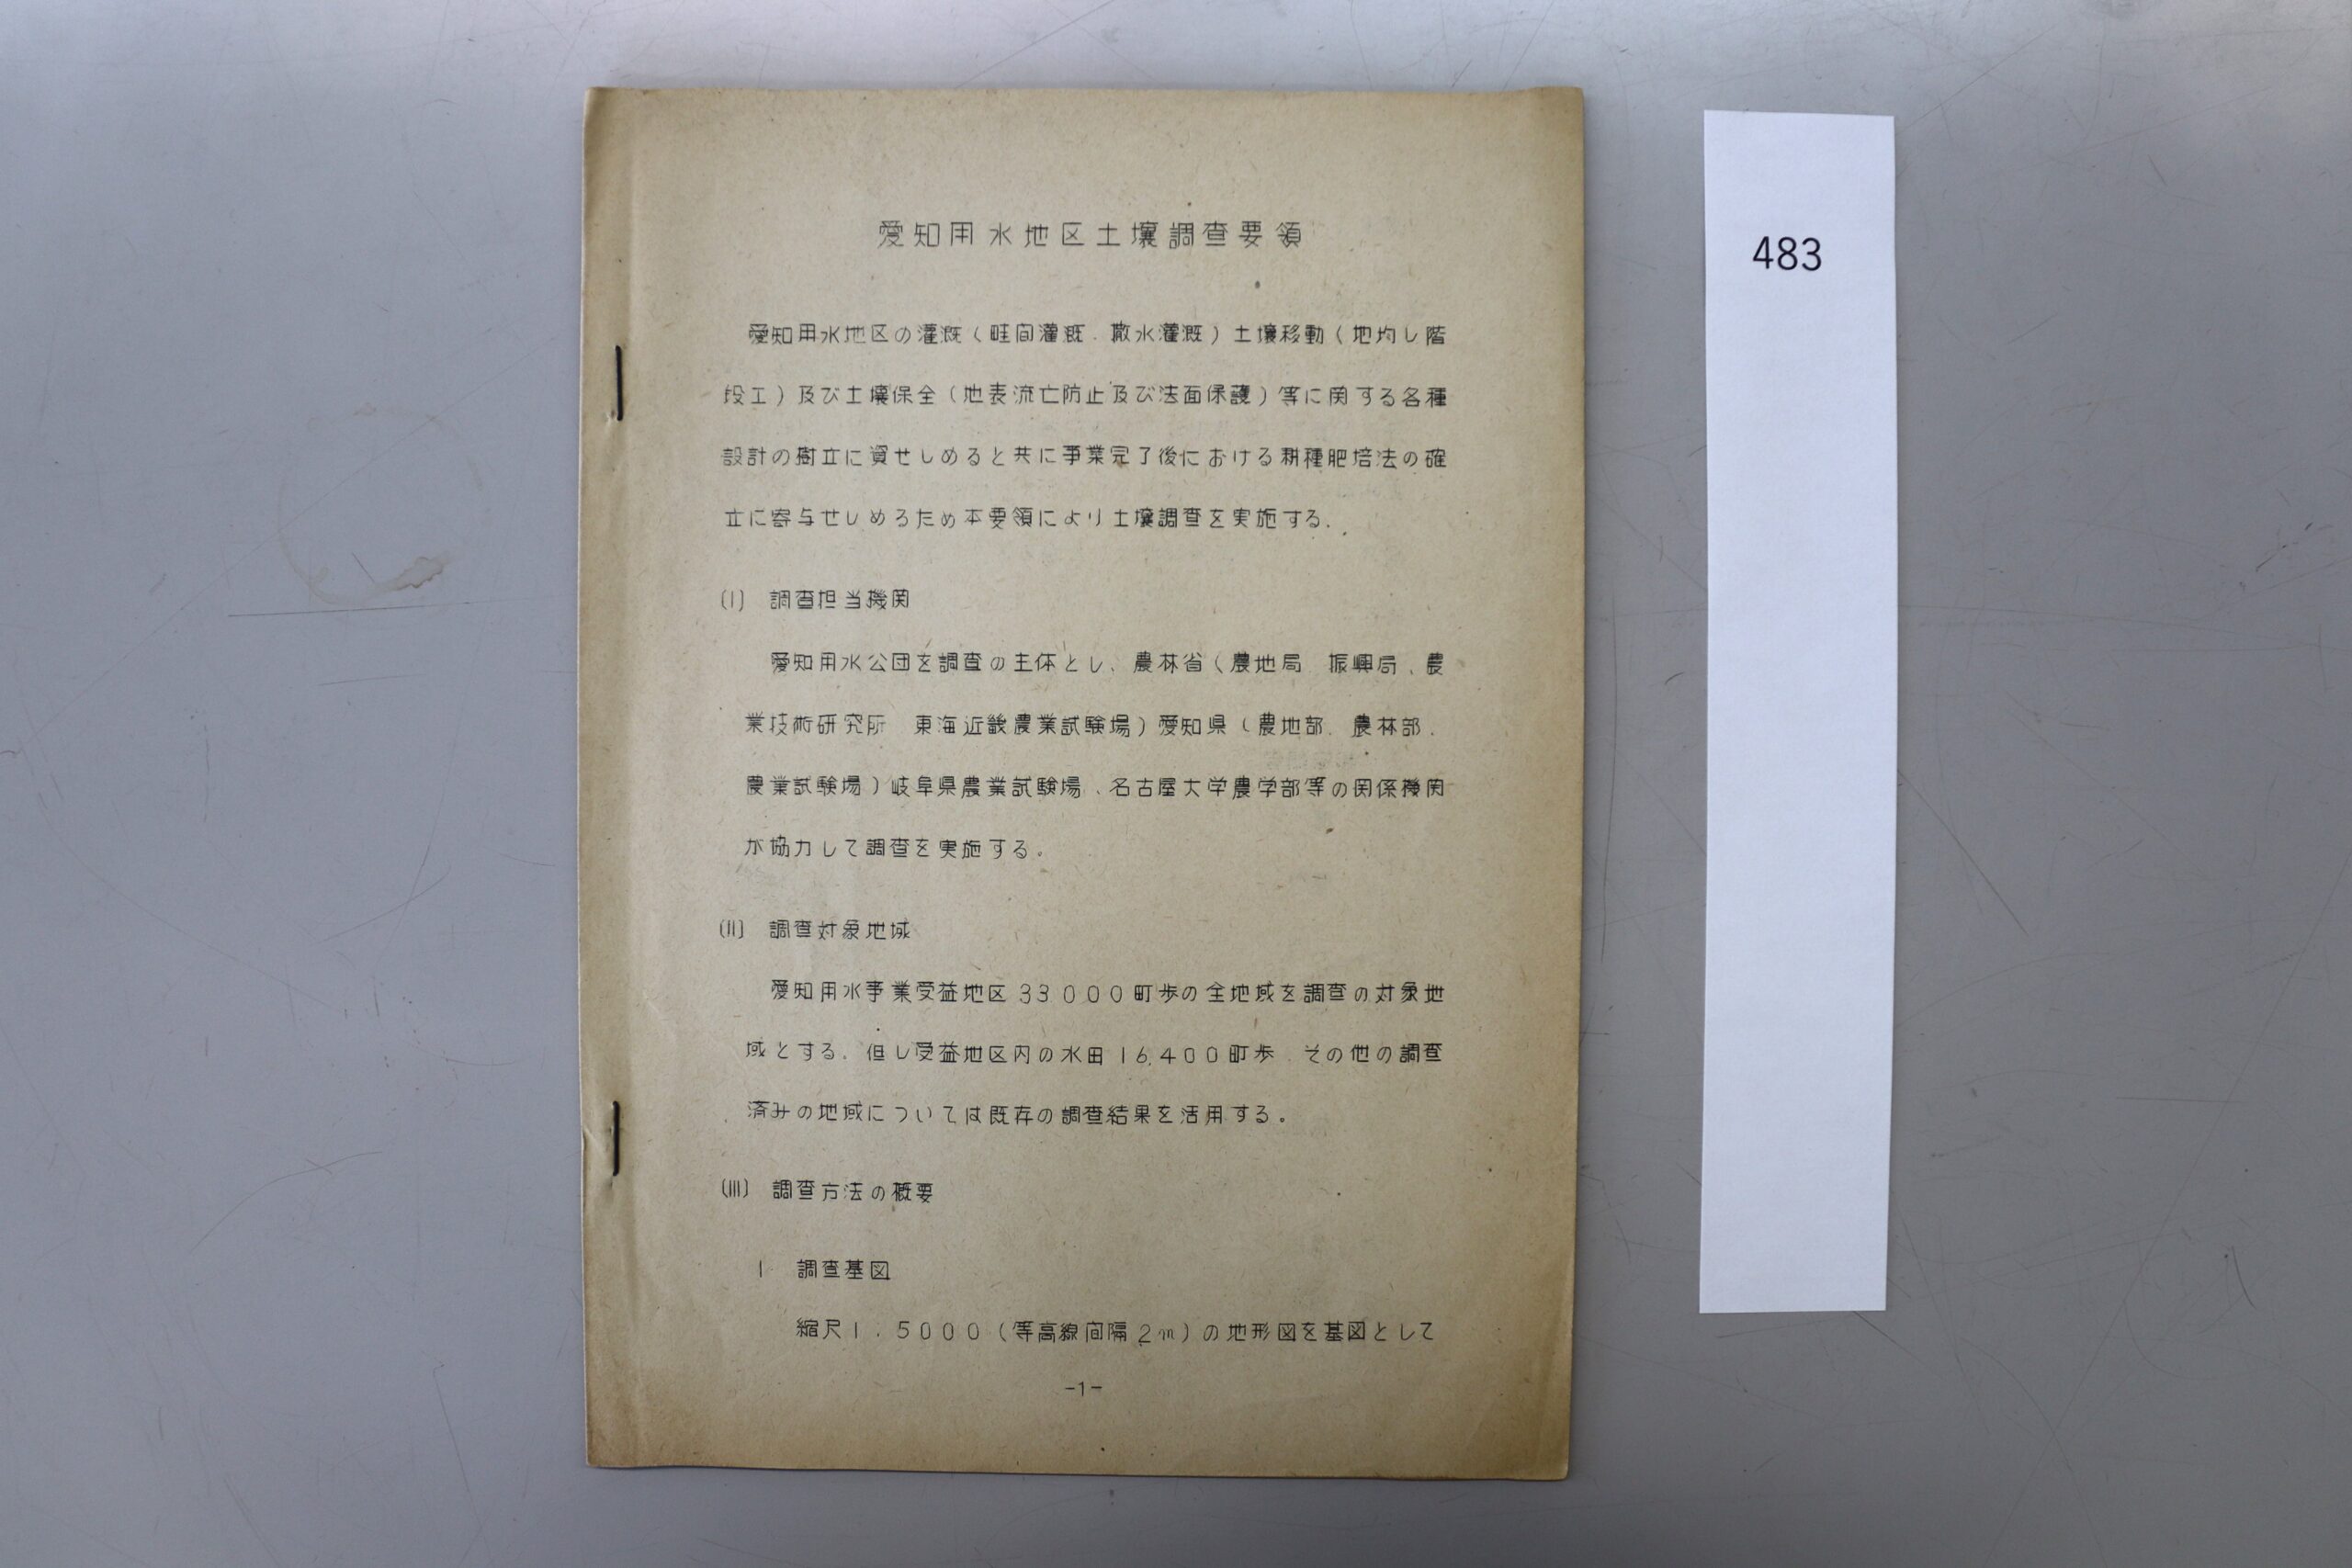 愛知用水地区土壤調査要領
愛知用水地区の灌漑(畦間灌漑、撒水灌漑)土壤移動(地均し階
段工)及び土壤保全(地表流亡防止及び法面保護)等に関する各種
設計の樹立に資せしめると共に事業完了後における耕種肥培法の確
立に寄与せしめるため本要領により土壤調査を実施する.
(I) 調査担当機関
愛知用水公団を調査の主体とし、農林省(農地局 振興局、農
業技術研究所 東海近畿農業試験場)愛知県(農地部、農林部、
農業試験場)岐阜県農業試験場、名古屋大学農学部等の関係機関
が協力して調査を実施する。
(II) 調査対象地域
愛知用水事業受益地区33000町歩の全地域を調査の対象地
域とする.但し受益地区内の水田16,400町歩 その他の調査
済みの地域については既存の調査結果を活用する。
(III) 調査方法の概要
1 調査基図
縮尺1:5000(等高線間隔2m)の地形図を基図として
-1-
483